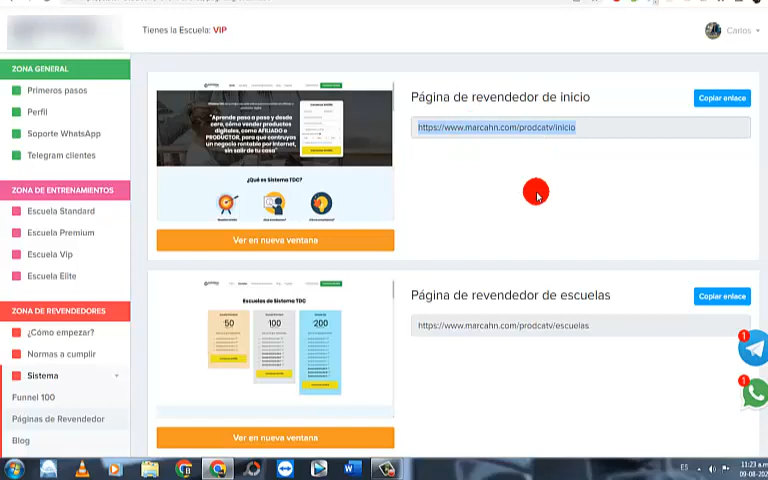 Tienes la Escuela: VIP
Carlos
ZONA GENERAL
Primeros pasos
Perfil
Soporte WhatsApp
Telegram clientes
ZONA DE ENTRENAMIENTOS
Escuela Standard
Escuela Premium
Escuela Vip
Escuela Elite
ZONA DE REVENDEDORES
¿Cómo empezar?
Normas a cumplir
Sistema
Funnel 100
Páginas de Revendedor
Blog
"Aprende paso a paso y desde
cero, cómo vender productos
digitales, como AFILIADO o
PRODUCTOR, para que construyas
un negocio rentable por Internet,
sin salir de tu casa"
¿Qué es Sistema TDC?
Ver en nueva ventana
Página de revendedor de inicio
Copiar enlace
https://www.marcahn.com/prodcatv/inicio
Escuelas de Sistema TDC
50
100
200
Ver en nueva ventana
Página de revendedor de escuelas
Copiar enlace
https://www.marcahn.com/prodcatv/escuelas
1
1
ES
11:23 a.m